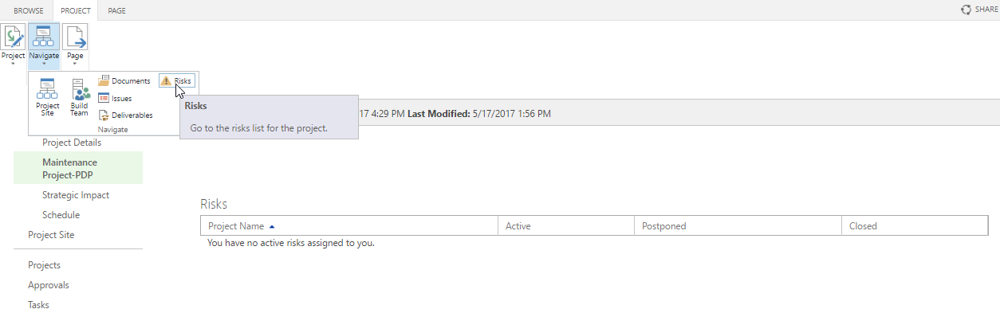 BROWSE PROJECT PAGE SHARE
Project Navigate Page
Documents Risks
Issues
Project Site
Build Team
Deliverables
Navigate
Risks
Go to the risks list for the project.
17 4:29 PM Last Modified: 5/17/2017 1:56 PM
Project Details
Maintenance
Project-PDP
Strategic Impact
Schedule
Project Site
Projects
Approvals
Tasks
Risks
Project Name Active Postponed Closed
You have no active risks assigned to you.